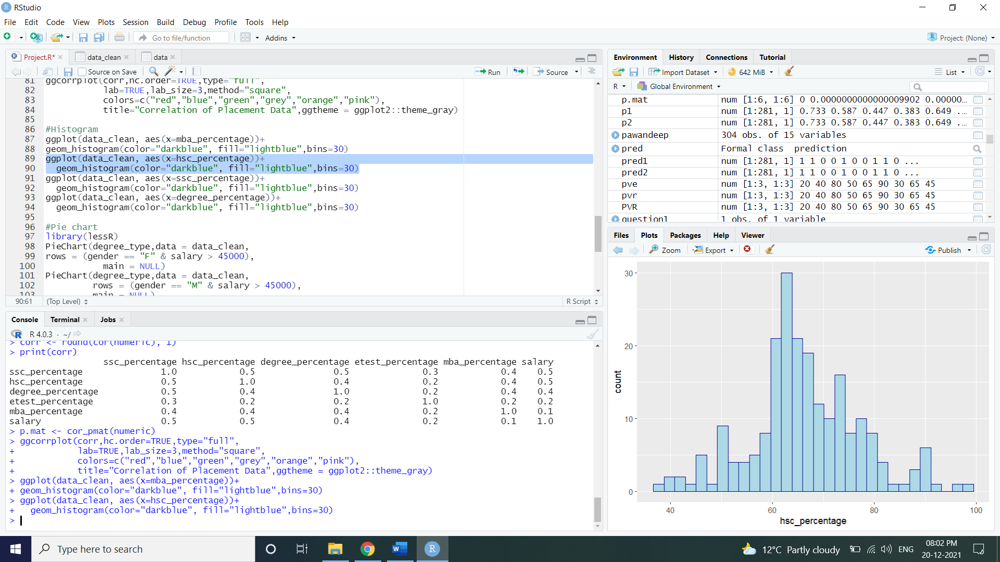 RStudio
File Edit Code View Plots Session Build Debug Profile Tools Help
Go to file/function Addins Project: (None)
Project.R* data_clean data
Source on Save Run Source
81 ggcorrplot(corr,hc.order=TRUE,type="full",
82 lab=TRUE,lab_size=3,method="square",
83 colors=c("red","blue","green","grey","orange","pink"),
84 title="Correlation of Placement Data",ggtheme = ggplot2::theme_gray)
85
86 #Histogram
87 ggplot(data_clean, aes(x=mba_percentage))+
88 geom_histogram(color="darkblue", fill="lightblue",bins=30)
89 ggplot(data_clean, aes(x=hsc_percentage))+
90 geom_histogram(color="darkblue", fill="lightblue",bins=30)
91 ggplot(data_clean, aes(x=ssc_percentage))+
92 geom_histogram(color="darkblue", fill="lightblue",bins=30)
93 ggplot(data_clean, aes(x=degree_percentage))+
94 geom_histogram(color="darkblue", fill="lightblue",bins=30)
95
96 #Pie chart
97 library(lessR)
98 PieChart(degree_type,data = data_clean,
99 rows = (gender == "F" & salary > 45000),
100 main = NULL)
101 PieChart(degree_type,data = data_clean,
102 rows = (gender == "M" & salary > 45000),
103 main = NULL)
90:61 (Top Level) R Script
Console Terminal Jobs
R 4.0.3 · ~/
> corr <- round(cor(numeric), 1)
> print(corr)
ssc_percentage hsc_percentage degree_percentage etest_percentage mba_percentage salary
ssc_percentage 1.0 0.5 0.5 0.3 0.4 0.5
hsc_percentage 0.5 1.0 0.4 0.2 0.4 0.5
degree_percentage 0.5 0.4 1.0 0.2 0.4 0.4
etest_percentage 0.3 0.2 0.2 1.0 0.2 0.2
mba_percentage 0.4 0.4 0.4 0.2 1.0 0.1
salary 0.5 0.5 0.4 0.2 0.1 1.0
> p.mat <- cor_pmat(numeric)
> ggcorrplot(corr,hc.order=TRUE,type="full",
+ lab=TRUE,lab_size=3,method="square",
+ colors=c("red","blue","green","grey","orange","pink"),
+ title="Correlation of Placement Data",ggtheme = ggplot2::theme_gray)
> ggplot(data_clean, aes(x=mba_percentage))+
+ geom_histogram(color="darkblue", fill="lightblue",bins=30)
> ggplot(data_clean, aes(x=hsc_percentage))+
+ geom_histogram(color="darkblue", fill="lightblue",bins=30)
>
Environment History Connections Tutorial
Import Dataset 642 MiB List
R Global Environment
p.mat num [1:6, 1:6] 0 0.0000000000000009902 0.00000…
p1 num [1:281, 1] 0.733 0.587 0.447 0.383 0.649 ...
p2 num [1:281, 1] 0.733 0.587 0.447 0.383 0.649 ...
pawandeep 304 obs. of 15 variables
pred Formal class prediction
pred1 num [1:281, 1] 1 1 0 0 1 0 0 1 1 0 ...
pred2 num [1:281, 1] 1 1 0 0 1 0 0 1 1 0 ...
pve num [1:3, 1:3] 20 40 80 50 65 90 30 65 45
pvr num [1:3, 1:3] 20 40 80 50 65 90 30 65 45
PVR num [1:3, 1:3] 20 40 80 50 65 90 30 65 45
question1 1 obs. of 1 variable
Files Plots Packages Help Viewer
Zoom Export Publish
30
20
10
0
count
40 60 80 100
hsc_percentage
Type here to search
12°C Partly cloudy ENG
08:02 PM
20-12-2021